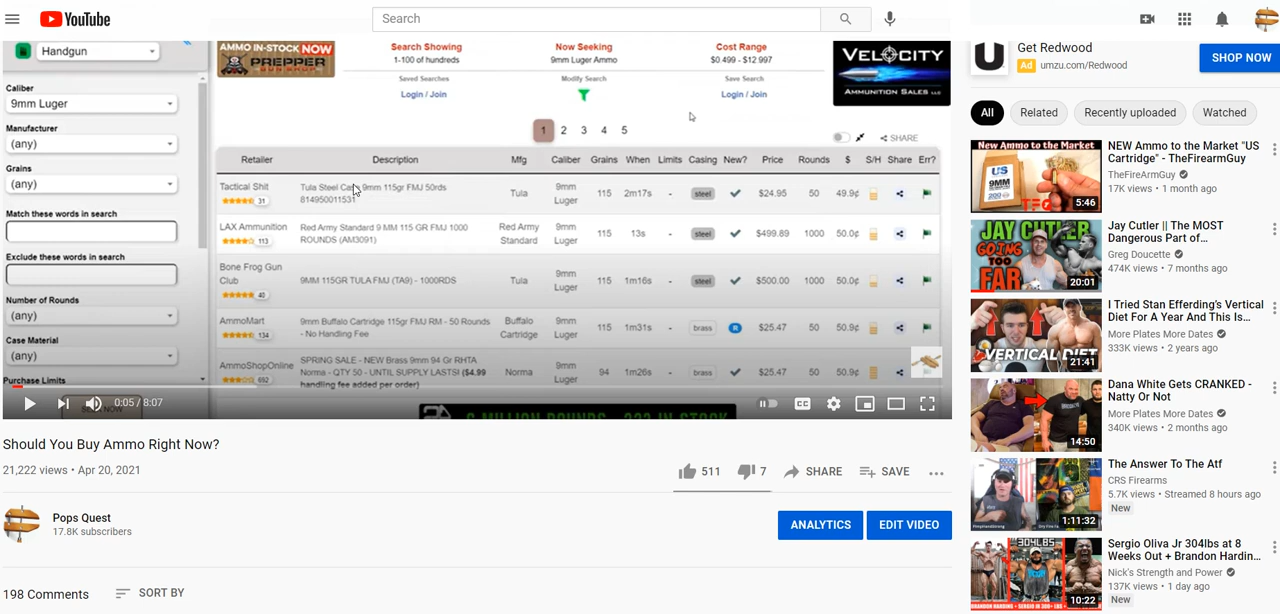 YouTube
Search
AMMO IN-STOCK NOW
PREPPER
GUN SHOP
Search Showing
1-100 of hundreds
Saved Searches
Login / Join
Now Seeking
9mm Luger Ammo
Modify Search
Cost Range
$0.499 - $12.997
Save Search
Login / Join
VELOCITY
AMMUNITION SALES LLC
Handgun
Caliber
9mm Luger
Manufacturer
(any)
Grains
(any)
Match these words in search
Exclude these words in search
Number of Rounds
(any)
Case Material
(any)
Purchase Limits
1 2 3 4 5
SHARE
Retailer Description Mfg Caliber Grains When Limits Casing New? Price Rounds $ S/H Share Err?
Tactical Shit 31 Tula Steel Case 9mm 115gr FMJ 50rds Tula 9mm Luger 115 2m17s - steel $24.95 50 49.9¢
LAX Ammunition 113 Red Army Standard 9 MM 115 GR FMJ 1000 ROUNDS (AM3091) Red Army Standard 9mm Luger 115 13s - steel $499.89 1000 50.0¢
Bone Frog Gun Club 40 9MM 115GR TULA FMJ (TA9) - 1000RDS Tula 9mm Luger 115 1m16s - steel $500.00 1000 50.0¢
AmmoMart 134 9mm Buffalo Cartridge 115gr FMJ RM - 50 Rounds - No Handling Fee Buffalo Cartridge 9mm Luger 115 1m31s - brass R $25.47 50 50.9¢
AmmoShopOnline 692 SPRING SALE - NEW Brass 9mm 94 Gr RHTA Norma - QTY 50 - UNTIL SUPPLY LASTS! ($4.99 handling fee added per order) Norma 9mm Luger 94 1m26s - brass $25.47 50 50.9¢
0:05 / 8:07
CC
Should You Buy Ammo Right Now?
21,222 views • Apr 20, 2021
511 7 SHARE SAVE
Pops Quest
17.8K subscribers
ANALYTICS EDIT VIDEO
198 Comments SORT BY
U
Get Redwood
Ad umzu.com/Redwood
SHOP NOW
All Related Recently uploaded Watched
New Ammo to the Market
US
9MM
TFG
5:46
NEW Ammo to the Market "US
Cartridge" - TheFirearmGuy
TheFireArmGuy
17K views • 1 month ago
JAY CUTLER
GOING
TOO
FAR
20:01
Jay Cutler || The MOST
Dangerous Part of…
Greg Doucette
474K views • 7 months ago
VERTICAL DIET
21:41
I Tried Stan Efferding's Vertical
Diet For A Year And This Is…
More Plates More Dates
333K views • 2 years ago
14:50
Dana White Gets CRANKED -
Natty Or Not
More Plates More Dates
340K views • 2 months ago
1:11:32
The Answer To The Atf
CRS Firearms
5.7K views • Streamed 8 hours ago
New
304LBS
10:22
Sergio Oliva Jr 304lbs at 8
Weeks Out + Brandon Hardin…
Nick's Strength and Power
137K views • 1 day ago
New